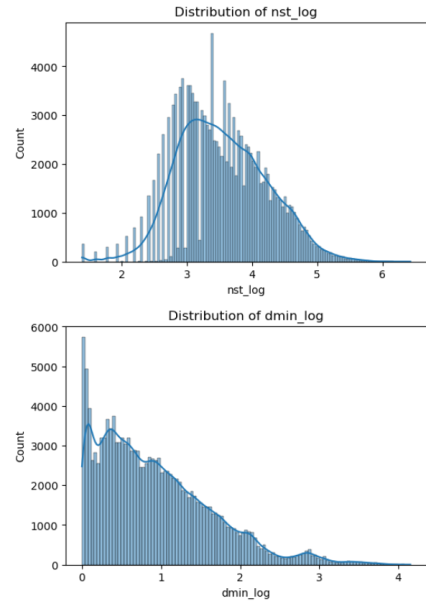 Distribution of nst_log
4000
3000
2000
1000
0
Count
2 3 4 5 6
nst_log
Distribution of dmin_log
6000
5000
4000
3000
2000
1000
0
Count
0 1 2 3 4
dmin_log